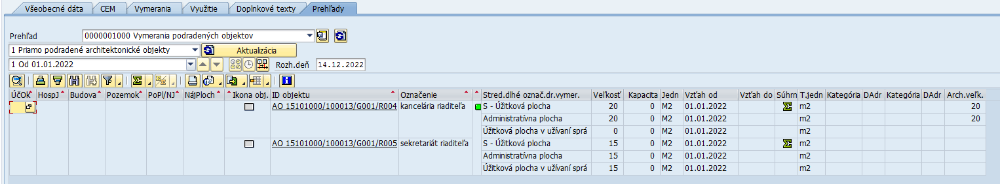 Všeobecné dáta CEM Vymerania Využitie Doplnkové texty Prehľady
Prehľad 0000001000 Vymerania podradených objektov
1 Priamo podradené architektonické objekty Aktualizácia
1 Od 01.01.2022 Rozh.deň 14.12.2022
ÚčOk HospJ Budova Pozemok PoPl/NJ NájPloch Ikona obj. ID objektu Označenie Stred.dlhé označ.dr.vymer. Veľkosť Kapacita Jedn Vzťah od Vzťah do Súhrn T.jedn Kategória DAdr Kategória DAdr Arch.veľk.
AO 15101000/100013/G001/R004 kancelária riaditeľa S - Úžitková plocha 20 0 M2 01.01.2022 m2 20
Administratívna plocha 20 0 M2 01.01.2022 m2 20
Úžitková plocha v užívaní sprá 0 0 M2 01.01.2022 m2
AO 15101000/100013/G001/R005 sekretariát riaditeľa S - Úžitková plocha 15 0 M2 01.01.2022 m2
Administratívna plocha 15 0 M2 01.01.2022 m2
Úžitková plocha v užívaní sprá 15 0 M2 01.01.2022 m2